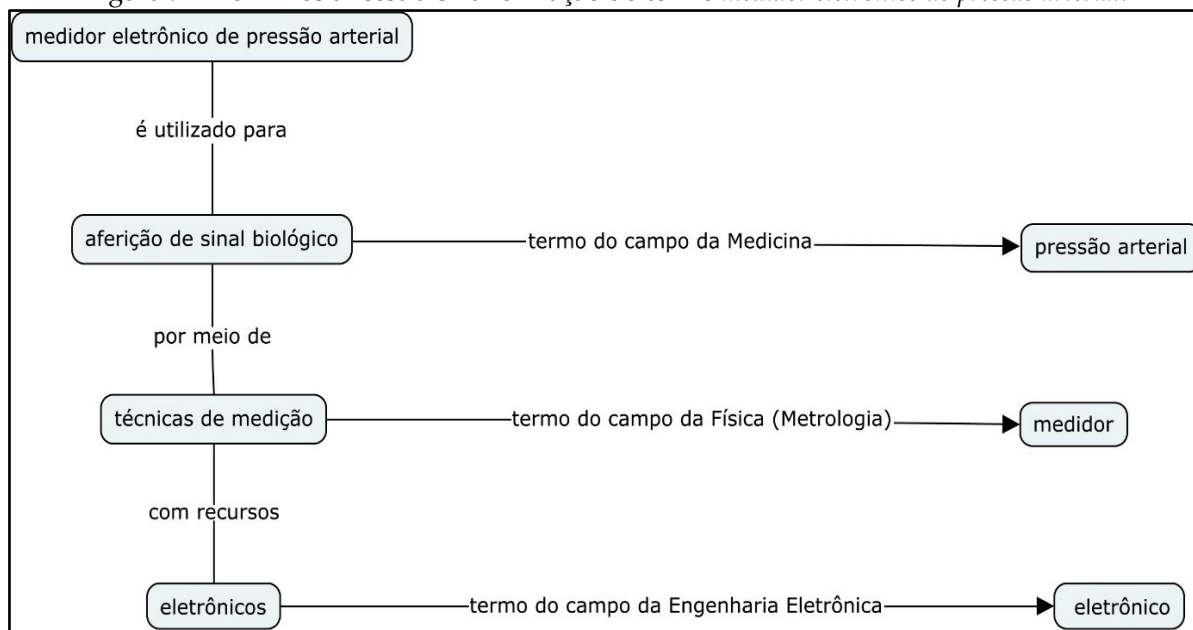 medidor eletrônico de pressão arterial
é utilizado para
aferição de sinal biológico
termo do campo da Medicina
pressão arterial
por meio de
técnicas de medição
termo do campo da Física (Metrologia)
medidor
com recursos
eletrônicos
termo do campo da Engenharia Eletrônica
eletrônico